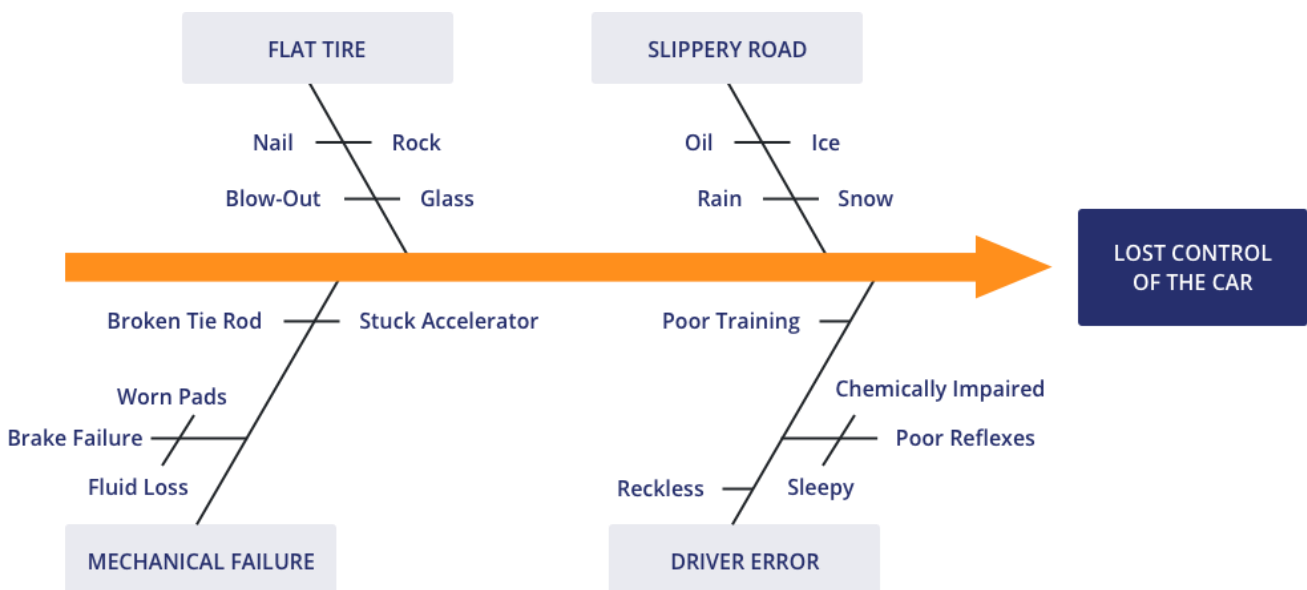 FLAT TIRE
SLIPPERY ROAD
Nail
Rock
Oil
Ice
Blow-Out
Glass
Rain
Snow
LOST CONTROL
OF THE CAR
Broken Tie Rod
Stuck Accelerator
Poor Training
Worn Pads
Chemically Impaired
Brake Failure
Poor Reflexes
Fluid Loss
Reckless
Sleepy
MECHANICAL FAILURE
DRIVER ERROR